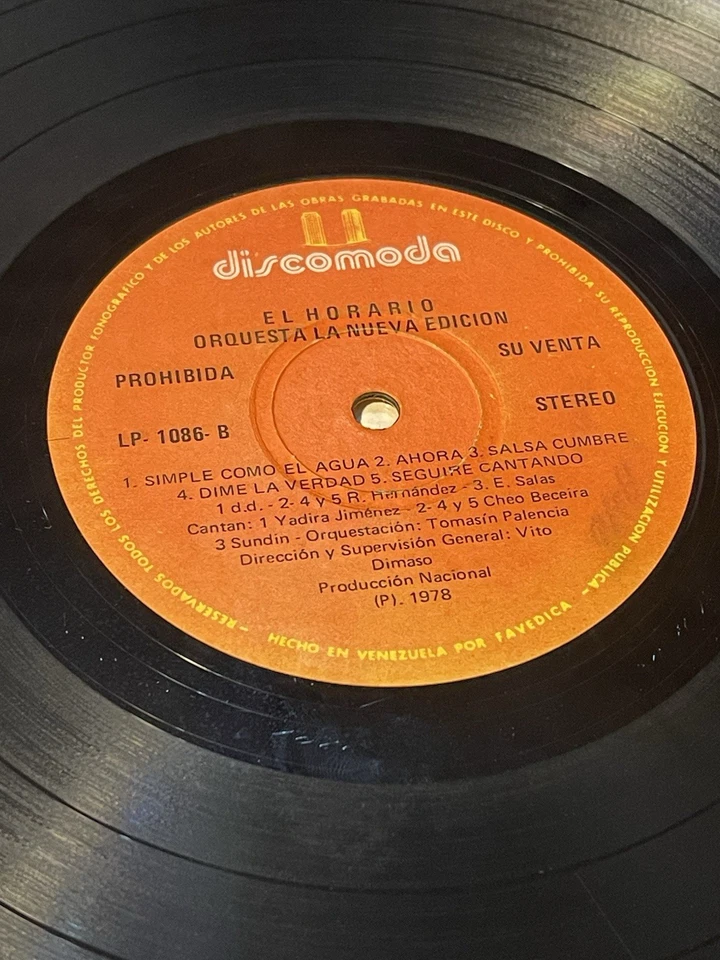 RESERVADOS TODOS LOS DERECHOS DEL PRODUCTOR FONOGRAFICO Y DE LOS AUTORES DE LAS OBRAS GRABADAS EN ESTE DISCO Y PROHIBIDA SU REPRODUCCION EJECUCION Y UTILIZACION PUBLICA -
discomoda
EL HORARIO
ORQUESTA LA NUEVA EDICION
PROHIBIDA
SU VENTA
LP- 1086- B
STEREO
1. SIMPLE COMO EL AGUA 2. AHORA 3. SALSA CUMBRE
4. DIME LA VERDAD 5. SEGUIRE CANTANDO
1 d.d. - 2- 4 y 5 R. Hernández - 3. E. Salas
Cantan: 1 Yadira Jiménez - 2- 4 y 5 Cheo Beceira
3 Sundin - Orquestación: Tomasín Palencia
Dirección y Supervisión General: Vito
Dimaso
Producción Nacional
(P). 1978
HECHO EN VENEZUELA POR FAVEDICA -